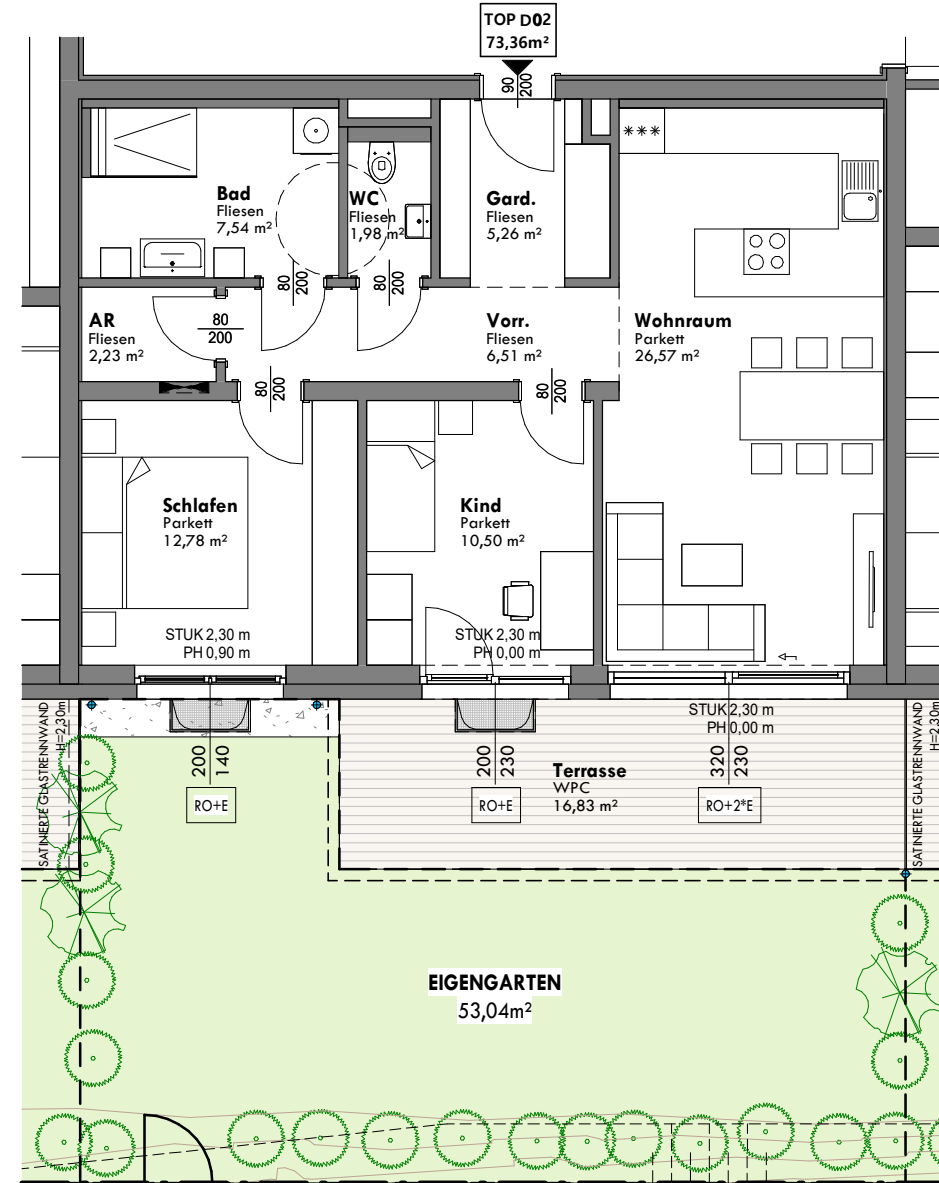 TOP D02
73,36m²
90
200
***
Bad
Fliesen
7,54 m²
WC
Fliesen
1,98 m²
Gard.
Fliesen
5,26 m²
80
200
80
200
AR
Fliesen
2,23 m²
80
200
Vorr.
Fliesen
6,51 m²
Wohnraum
Parkett
26,57 m²
80
200
80
200
Schlafen
Parkett
12,78 m²
Kind
Parkett
10,50 m²
STUK 2,30 m
PH 0,90 m
STUK 2,30 m
PH 0,00 m
STUK 2,30 m
PH 0,00 m
SATINIERTE GLASTRENNWAND
H=2,30m
200
140
RO+E
200
230
RO+E
Terrasse
WPC
16,83 m²
320
230
RO+2*E
SATINIERTE GLASTRENNWAND
H=2,30m
EIGENGARTEN
53,04m²